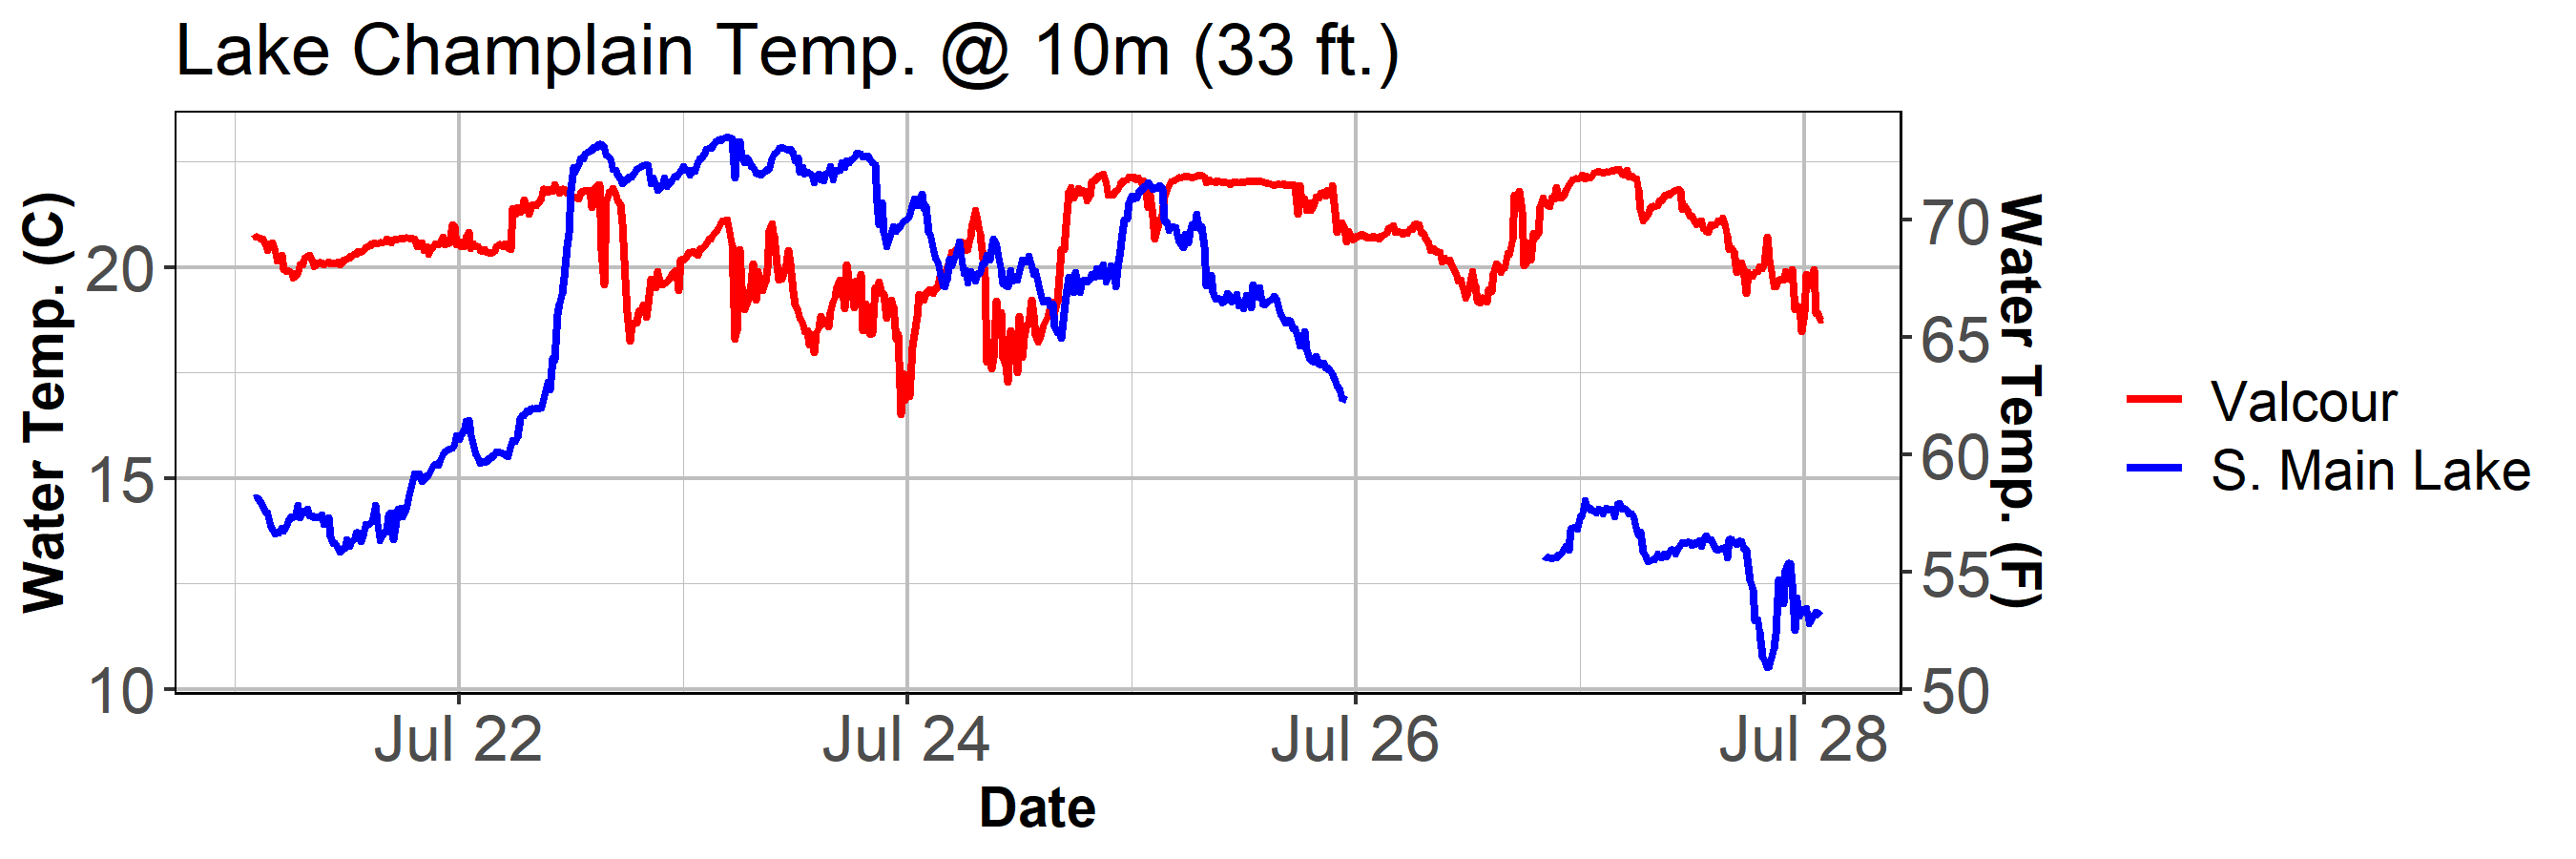 Lake Champlain Temp. @ 10m (33 ft.)
Water Temp. (C)
20
15
10
70
65
60
55
50
Water Temp. (F)
Jul 22
Jul 24
Jul 26
Jul 28
Date
Valcour
S. Main Lake